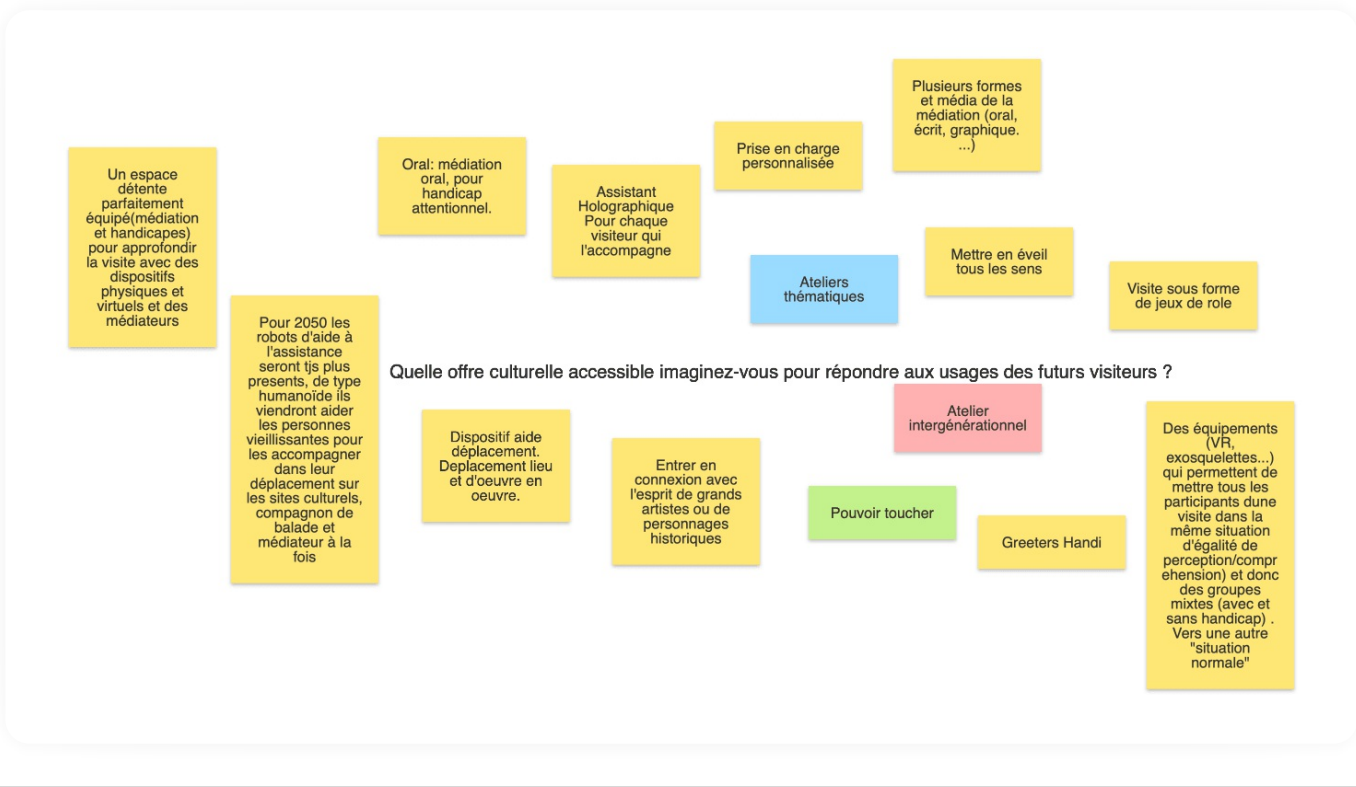 Plusieurs formes
et média de la
médiation (oral,
écrit, graphique.
...)
Prise en charge
personnalisée
Oral: médiation
oral, pour
handicap
attentionnel.
Un espace
détente
parfaitement
équipé(médiation
et handicapes)
pour approfondir
la visite avec des
dispositifs
physiques et
virtuels et des
médiateurs
Assistant
Holographique
Pour chaque
visiteur qui
l'accompagne
Mettre en éveil
tous les sens
Ateliers
thématiques
Visite sous forme
de jeux de role
Pour 2050 les
robots d'aide à
l'assistance
seront tjs plus
presents, de type
humanoïde ils
viendront aider
les personnes
vieillissantes pour
les accompagner
dans leur
déplacement sur
les sites culturels,
compagnon de
balade et
médiateur à la
fois
Quelle offre culturelle accessible imaginez-vous pour répondre aux usages des futurs visiteurs ?
Atelier
intergénérationnel
Dispositif aide
déplacement.
Deplacement lieu
et d'oeuvre en
oeuvre.
Entrer en
connexion avec
l'esprit de grands
artistes ou de
personnages
historiques
Pouvoir toucher
Greeters Handi
Des équipements
(VR,
exosquelettes...)
qui permettent de
mettre tous les
participants dune
visite dans la
même situation
d'égalité de
perception/compr
ehension) et donc
des groupes
mixtes (avec et
sans handicap) .
Vers une autre
"situation
normale"